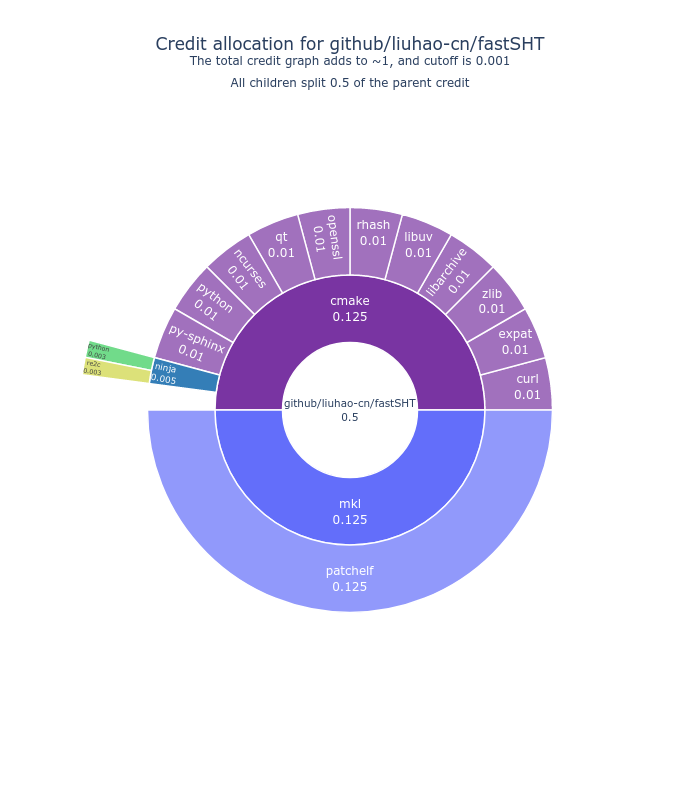 Credit allocation for github/liuhao-cn/fastSHT
The total credit graph adds to ~1, and cutoff is 0.001
All children split 0.5 of the parent credit
github/liuhao-cn/fastSHT
0.5
cmake
0.125
mkl
0.125
patchelf
0.125
curl
0.01
expat
0.01
zlib
0.01
libarchive
0.01
libuv
0.01
rhash
0.01
openssl
0.01
qt
0.01
ncurses
0.01
python
0.01
py-sphinx
0.01
ninja
0.005
python
0.003
re2c
0.003